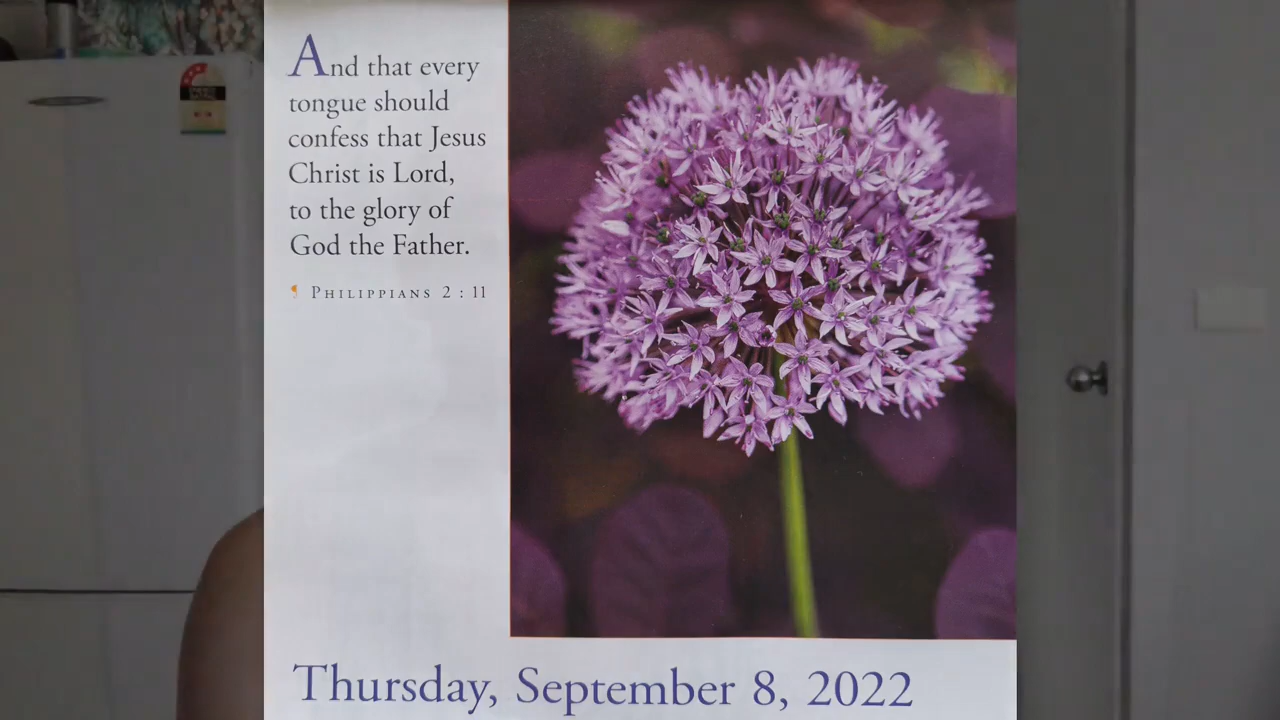 And that every
tongue should
confess that Jesus
Christ is Lord,
to the glory of
God the Father.
¶ PHILIPPIANS 2 : 11
Thursday, September 8, 2022